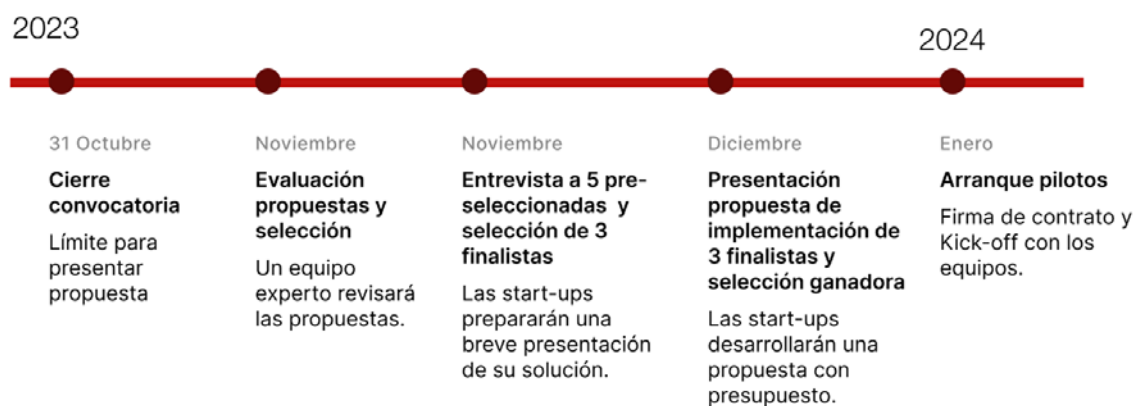 2023
2024
31 Octubre
Cierre
convocatoria
Límite para
presentar
propuesta
Noviembre
Evaluación
propuestas y
selección
Un equipo
experto revisará
las propuestas.
Noviembre
Entrevista a 5 pre-
seleccionadas y
selección de 3
finalistas
Las start-ups
prepararán una
breve presentación
de su solución.
Diciembre
Presentación
propuesta de
implementación de
3 finalistas y
selección ganadora
Las start-ups
desarrollarán una
propuesta con
presupuesto.
Enero
Arranque pilotos
Firma de contrato y
Kick-off con los
equipos.